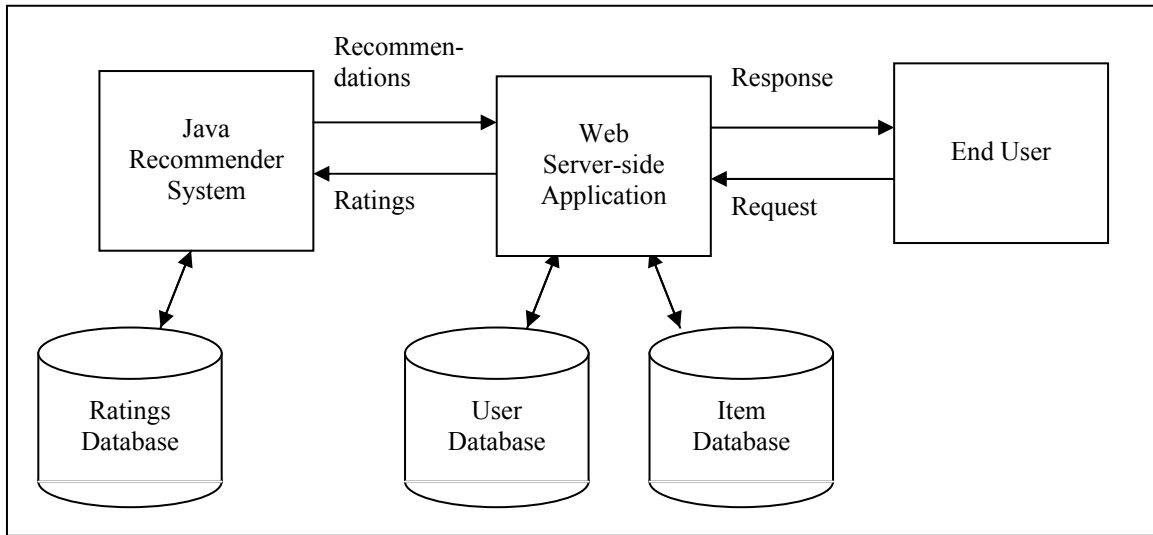 Recommen-
dations
Response
Java
Recommender
System
Web
Server-side
Application
End User
Ratings
Request
Ratings
Database
User
Database
Item
Database